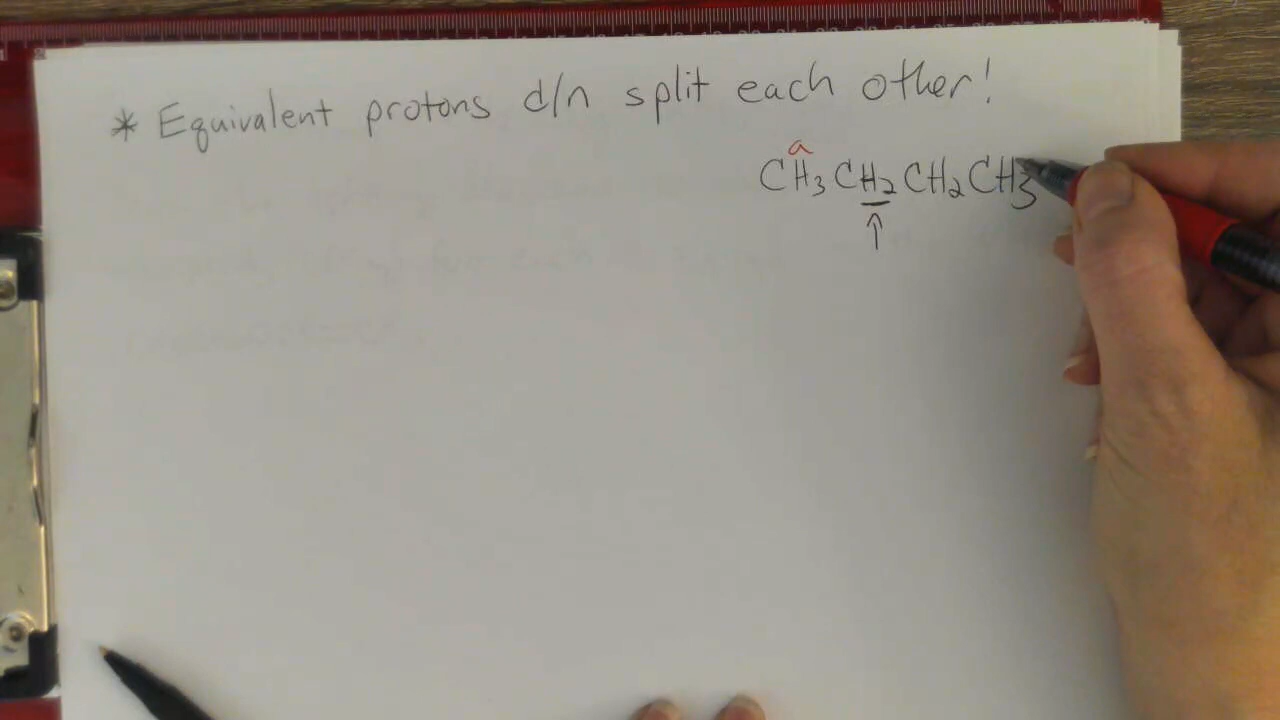 * Equivalent protons d/n split each other!
a
CH₃CH₂CH₂CH₃
↑